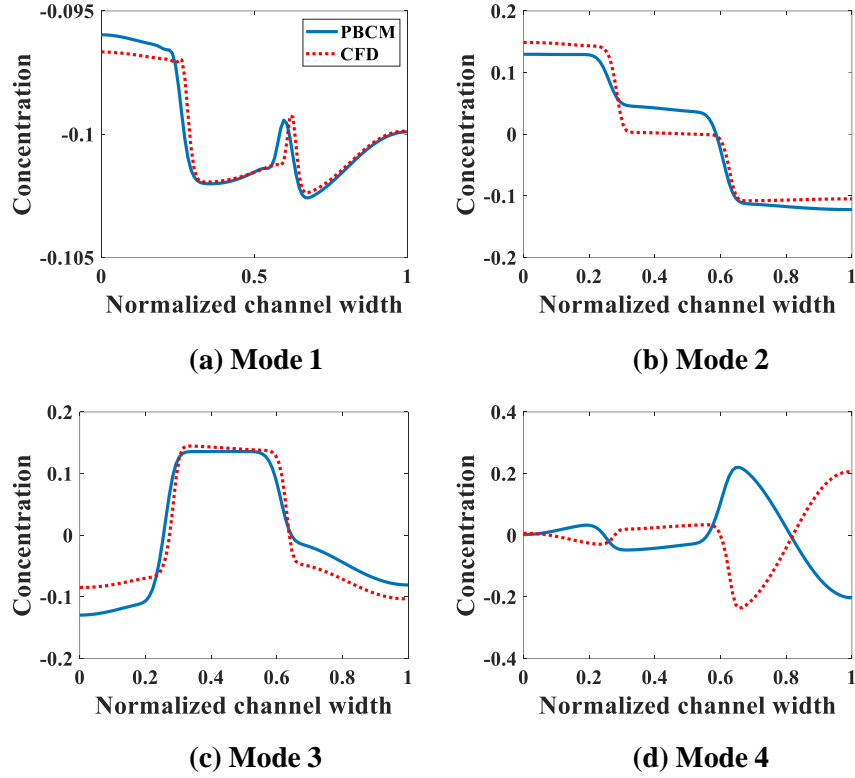 -0.095
PBCM
CFD
Concentration
-0.1
-0.105
0
0.5
1
Normalized channel width
(a) Mode 1
0.2
0.1
Concentration
0
-0.1
-0.2
0
0.2
0.4
0.6
0.8
1
Normalized channel width
(b) Mode 2
0.2
0.1
Concentration
0
-0.1
-0.2
0
0.2
0.4
0.6
0.8
1
Normalized channel width
(c) Mode 3
0.4
0.2
Concentration
0
-0.2
-0.4
0
0.2
0.4
0.6
0.8
1
Normalized channel width
(d) Mode 4